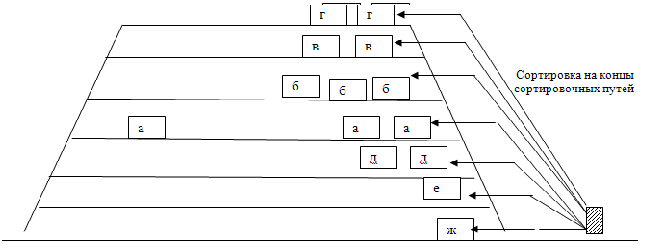 г г
в в
б б б
Сортировка на концы
сортировочных путей
а а а
д д
е
ж